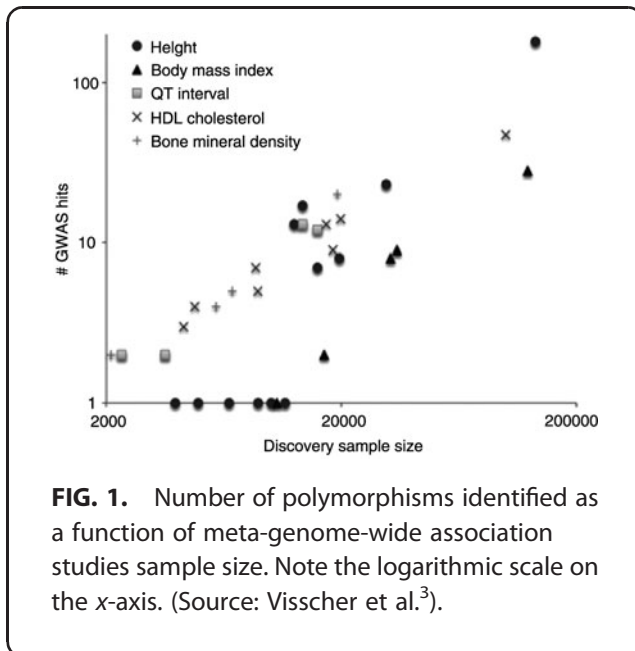 Height
Body mass index
QT interval
HDL cholesterol
Bone mineral density
# GWAS hits
100
10
1
2000
20000
200000
Discovery sample size
FIG. 1. Number of polymorphisms identified as
a function of meta-genome-wide association
studies sample size. Note the logarithmic scale on
the x-axis. (Source: Visscher et al.3).